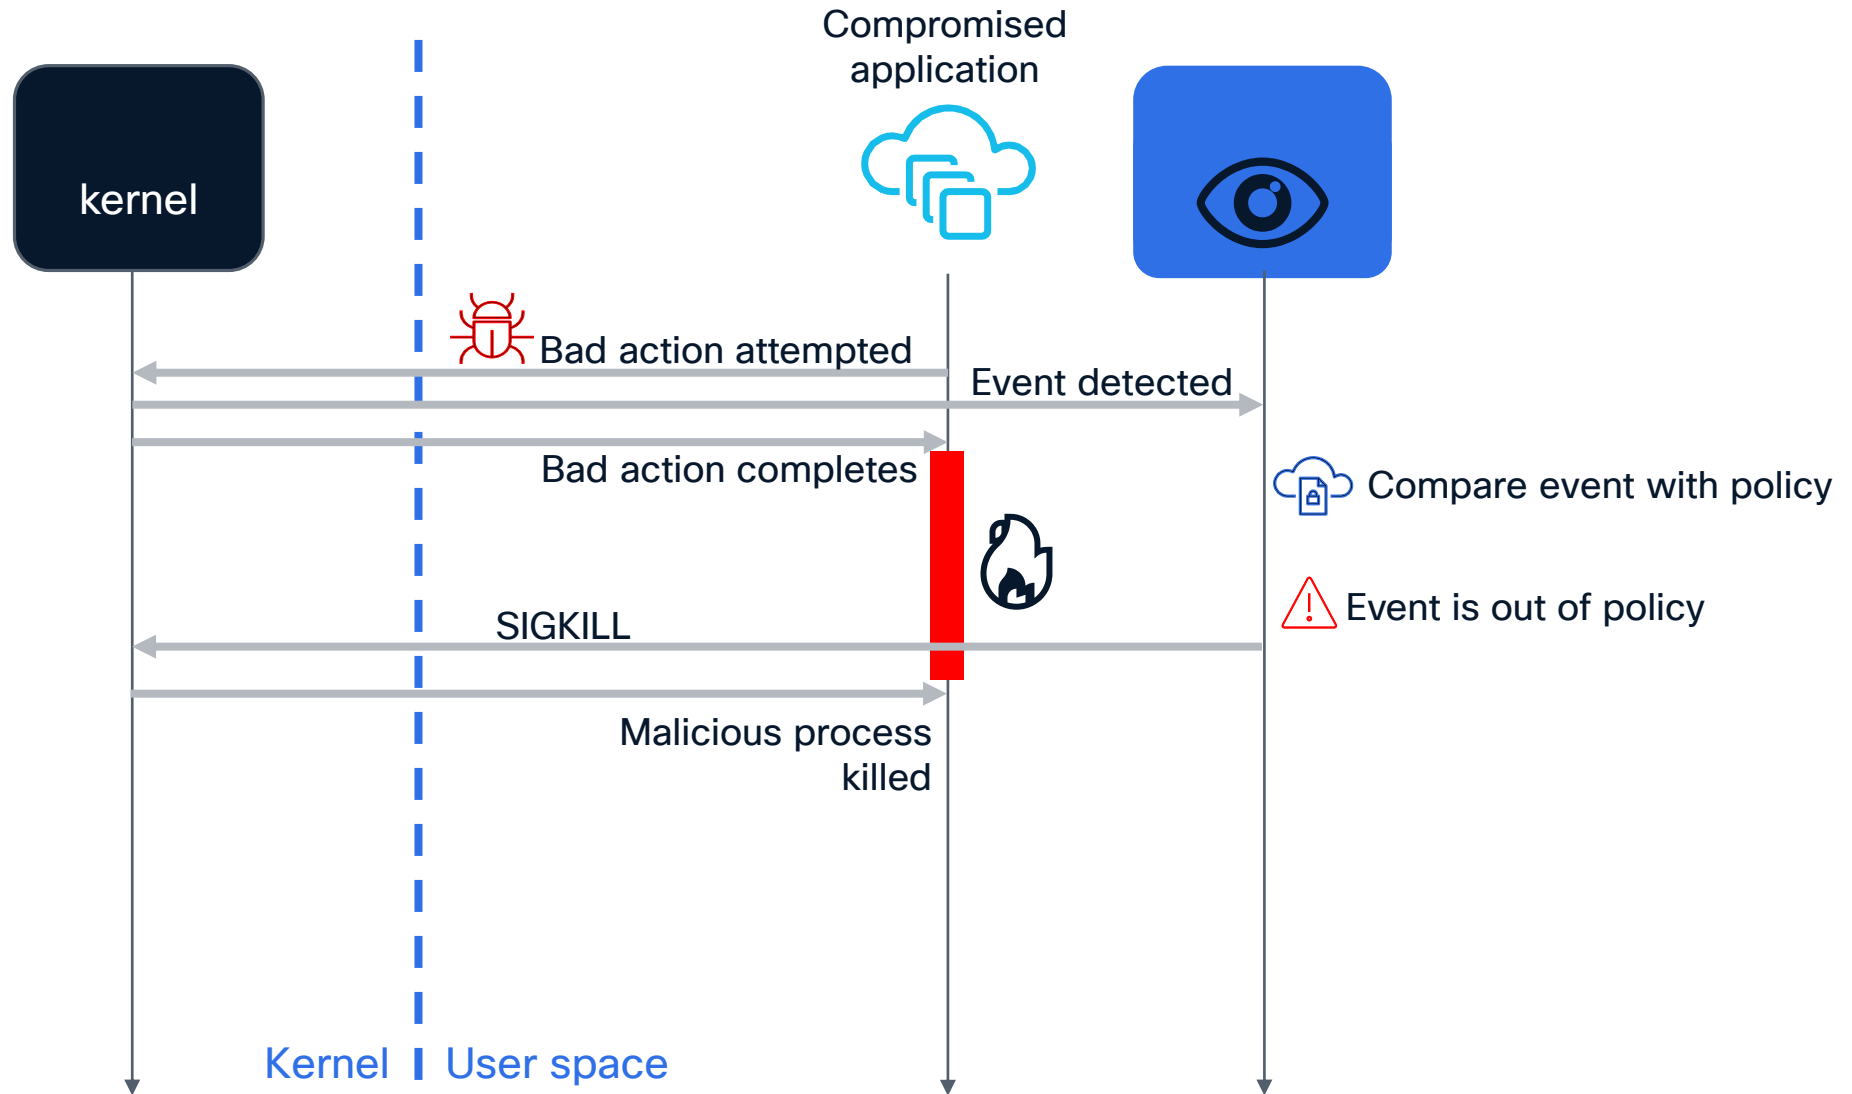 Compromised
application
kernel
Bad action attempted
Event detected
Bad action completes
Compare event with policy
Event is out of policy
SIGKILL
Malicious process
killed
Kernel
User space